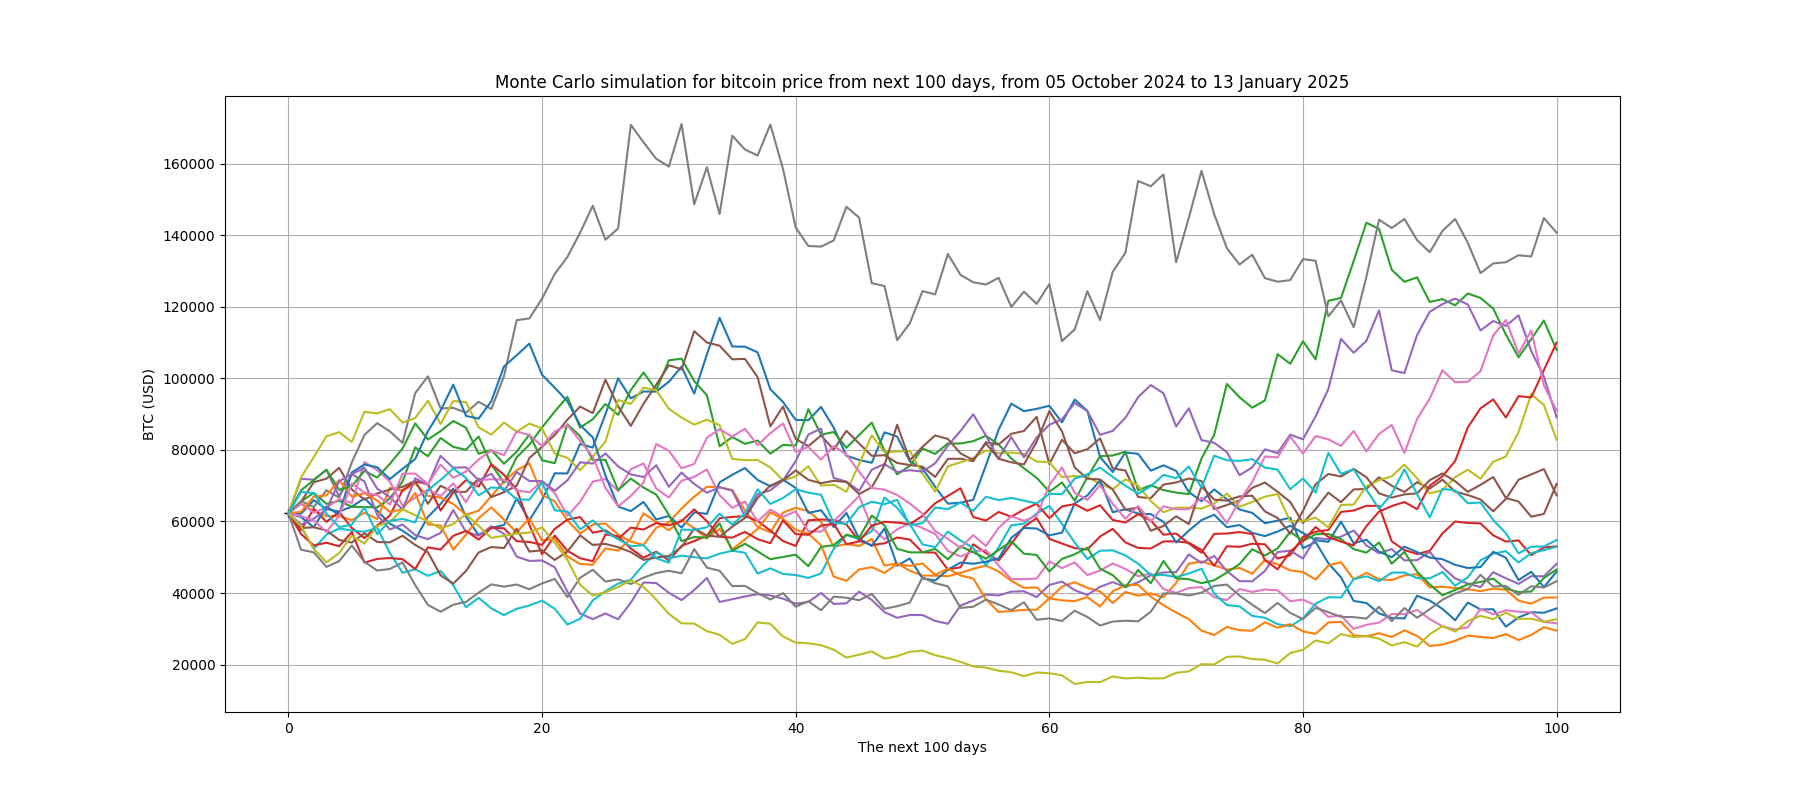 Monte Carlo simulation for bitcoin price from next 100 days, from 05 October 2024 to 13 January 2025
160000
140000
120000
100000
80000
60000
40000
20000
BTC (USD)
0 20 40 60 80 100
The next 100 days